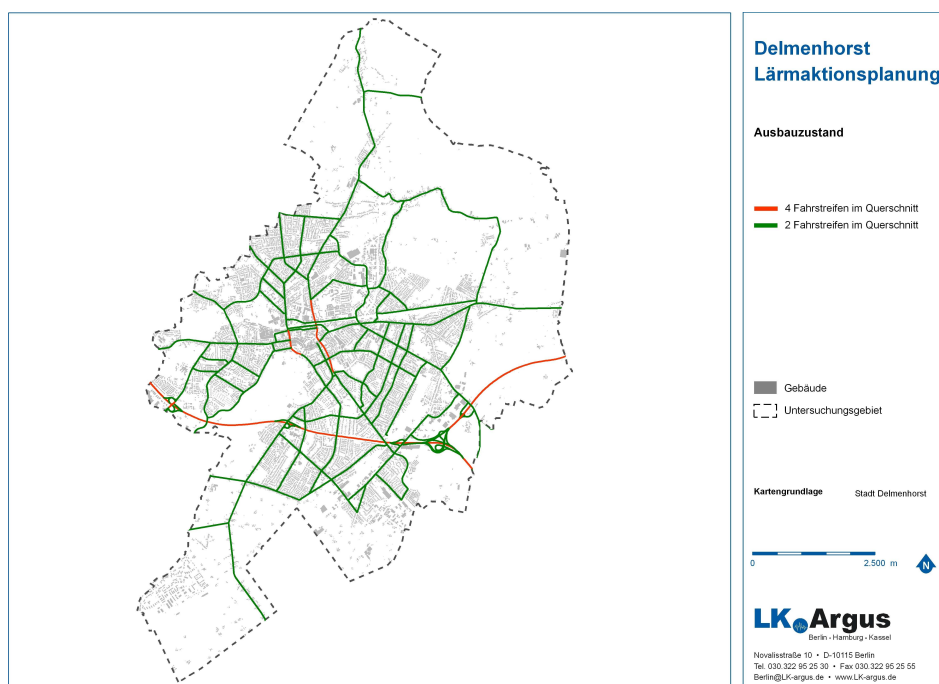 Delmenhorst
Lärmaktionsplanung
Ausbauzustand
4 Fahrstreifen im Querschnitt
2 Fahrstreifen im Querschnitt
Gebäude
Untersuchungsgebiet
Kartengrundlage Stadt Delmenhorst
0 2.500 m
N
LK Argus
Berlin - Hamburg - Kassel
Novalisstraße 10 • D-10115 Berlin
Tel. 030.322 95 25 30 • Fax 030.322 95 25 55
Berlin@LK-argus.de • www.LK-argus.de